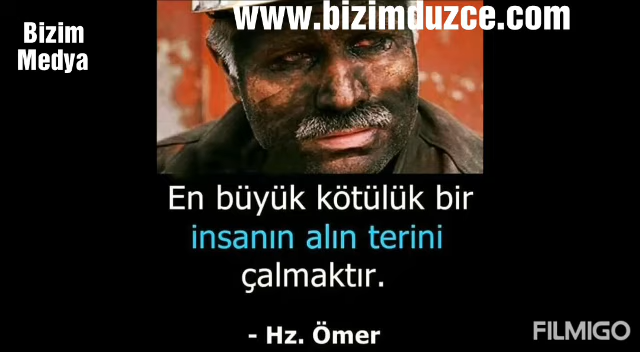 www.bizimduzce.com
Bizim
Medya
En büyük kötülük bir
insanın alın terini
çalmaktır.
- Hz. Ömer
FILMIGO